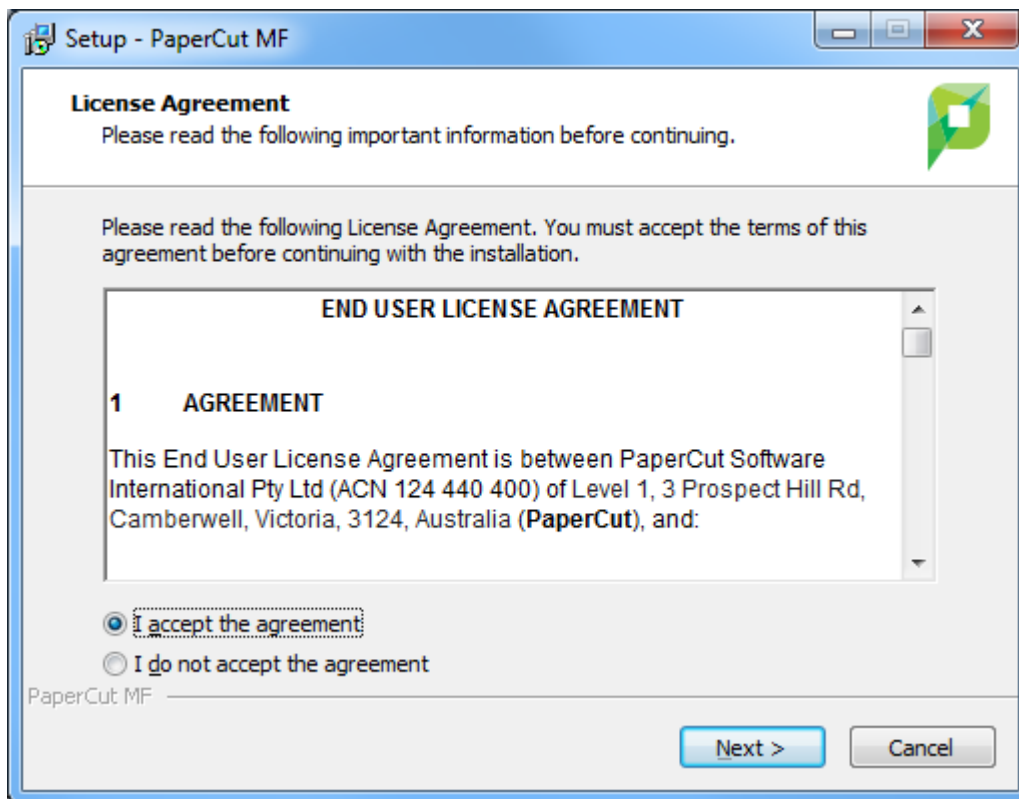 Setup - PaperCut MF
License Agreement
Please read the following important information before continuing.
Please read the following License Agreement. You must accept the terms of this
agreement before continuing with the installation.
END USER LICENSE AGREEMENT
1 AGREEMENT
This End User License Agreement is between PaperCut Software
International Pty Ltd (ACN 124 440 400) of Level 1, 3 Prospect Hill Rd,
Camberwell, Victoria, 3124, Australia (PaperCut), and:
I accept the agreement
I do not accept the agreement
PaperCut MF
Next >
Cancel